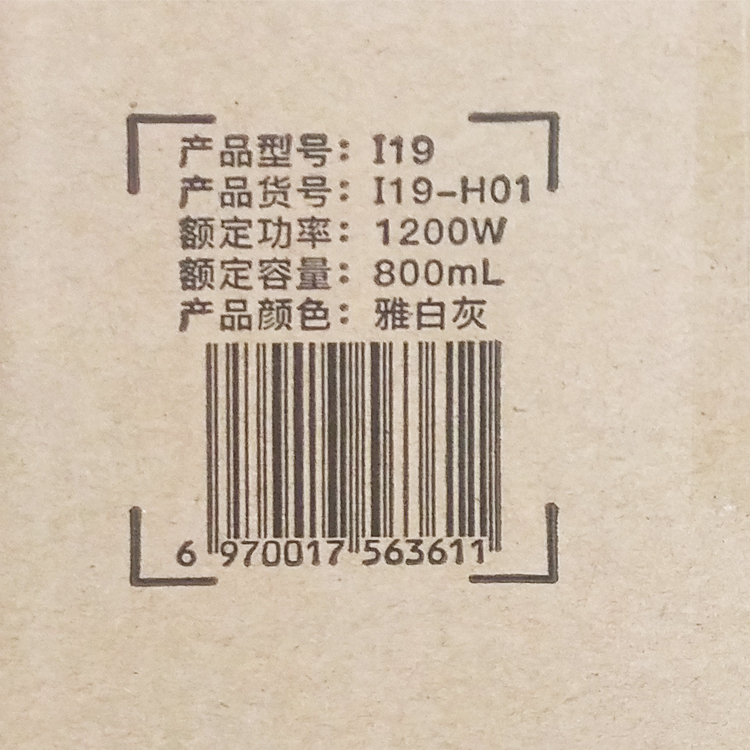 产品型号：I19
产品货号：I19-H01
额定功率：1200W
额定容量：800mL
产品颜色：雅白灰
6 970017 563611